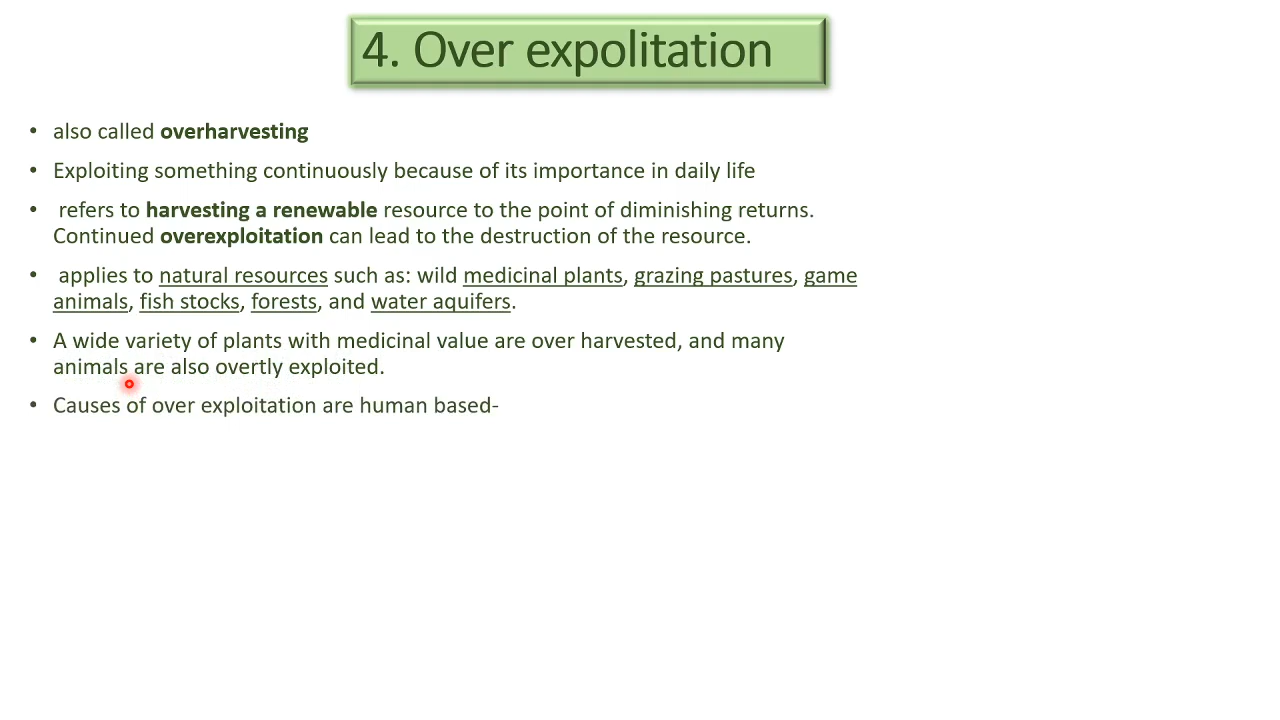 4. Over expolitation
• also called overharvesting
• Exploiting something continuously because of its importance in daily life
• refers to harvesting a renewable resource to the point of diminishing returns.
Continued overexploitation can lead to the destruction of the resource.
• applies to natural resources such as: wild medicinal plants, grazing pastures, game
animals, fish stocks, forests, and water aquifers.
• A wide variety of plants with medicinal value are over harvested, and many
animals are also overtly exploited.
• Causes of over exploitation are human based-